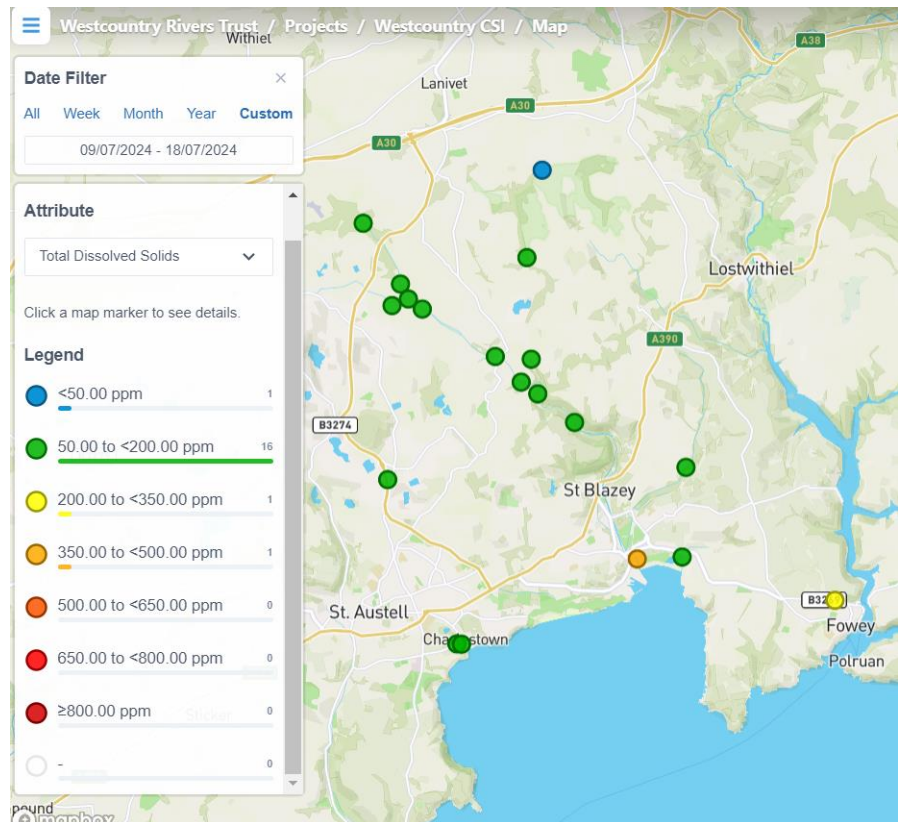 Westcountry Rivers Trust / Projects / Westcountry CSI / Map
Withiel
A38
Date Filter ×
Lanivet
All Week Month Year Custom
A30
09/07/2024 - 18/07/2024
A30
Attribute
Total Dissolved Solids
Lostwithiel
Click a map marker to see details.
A390
Legend
<50.00 ppm 1
B3274
50.00 to <200.00 ppm 16
St Blazey
200.00 to <350.00 ppm 1
350.00 to <500.00 ppm 1
500.00 to <650.00 ppm 0
St. Austell
Fowey
650.00 to <800.00 ppm 0
Polruan
≥800.00 ppm 0
Sticker
- 0
mapbox